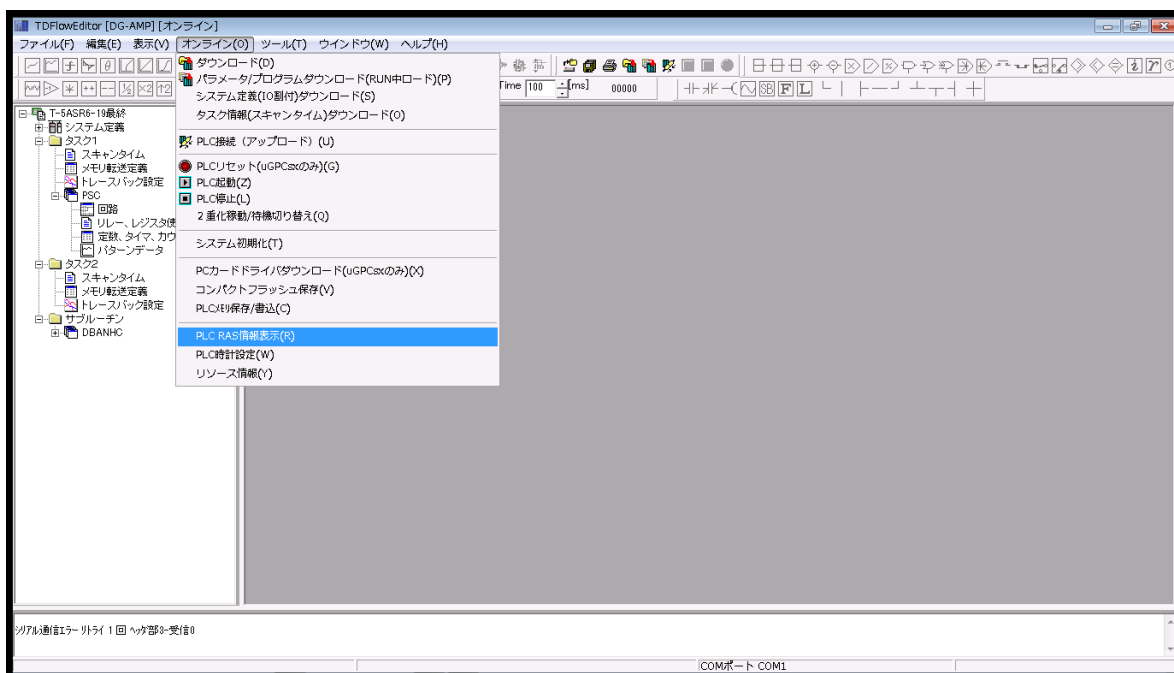 TDFlowEditor [DG-AMP] [オンライン]
ファイル(F) 編集(E) 表示(V) オンライン(O) ツール(T) ウインドウ(W) ヘルプ(H)
ダウンロード(D)
パラメータ/プログラムダウンロード(RUN中ロード)(P)
システム定義(IO割付)ダウンロード(S)
タスク情報(スキャンタイム)ダウンロード(O)
PLC接続（アップロード）(U)
PLCリセット(uGPCsxのみ)(G)
PLC起動(Z)
PLC停止(L)
２重化稼動/待機切り替え(Q)
システム初期化(T)
PCカードドライバダウンロード(uGPCsxのみ)(X)
コンパクトフラッシュ保存(V)
PLCﾒﾓﾘ保存/書込(C)
PLC RAS情報表示(R)
PLC時計設定(W)
リソース情報(Y)
Time 100 [ms] 00000
SB F L
T-5ASR6-19最終
システム定義
タスク1
スキャンタイム
メモリ転送定義
トレースバック設定
PSC
回路
リレー、レジスタ使
定数、タイマ、カウ
パターンデータ
タスク2
スキャンタイム
メモリ転送定義
トレースバック設定
サブルーチン
DBANHC
ｼﾘｱﾙ通信ｴﾗｰ ﾘﾄﾗｲ 1 回 ﾍｯﾀﾞ部8-受信0
COMポート COM1